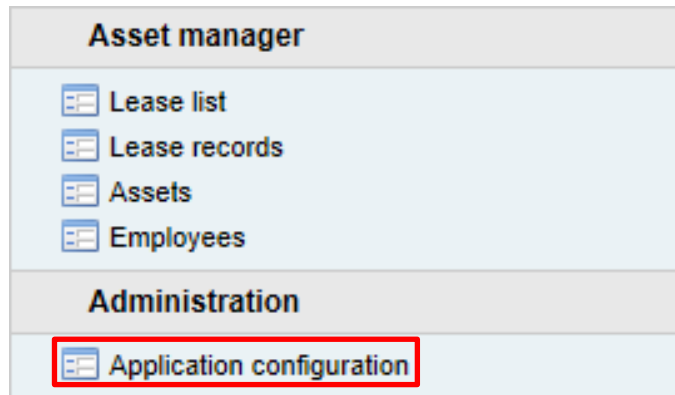 Asset manager
Lease list
Lease records
Assets
Employees
Administration
Application configuration